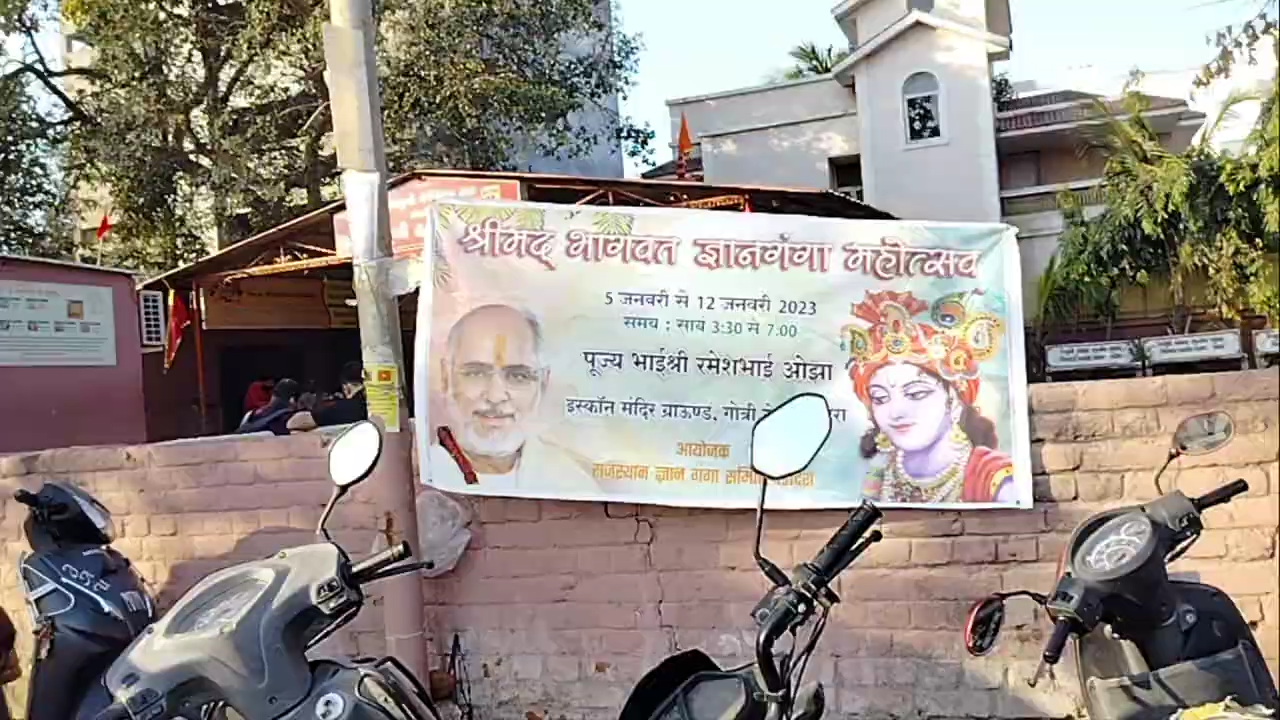 श्रीमद् भागवत ज्ञानगंगा महोत्सव
5 जनवरी से 12 जनवरी 2023
समय : सायं 3:30 से 7.00
पूज्य भाईश्री रमेशभाई ओझा
इस्कॉन मंदिर ग्राऊण्ड, गोत्री
आयोजक
राजस्थान ज्ञान गंगा समिति